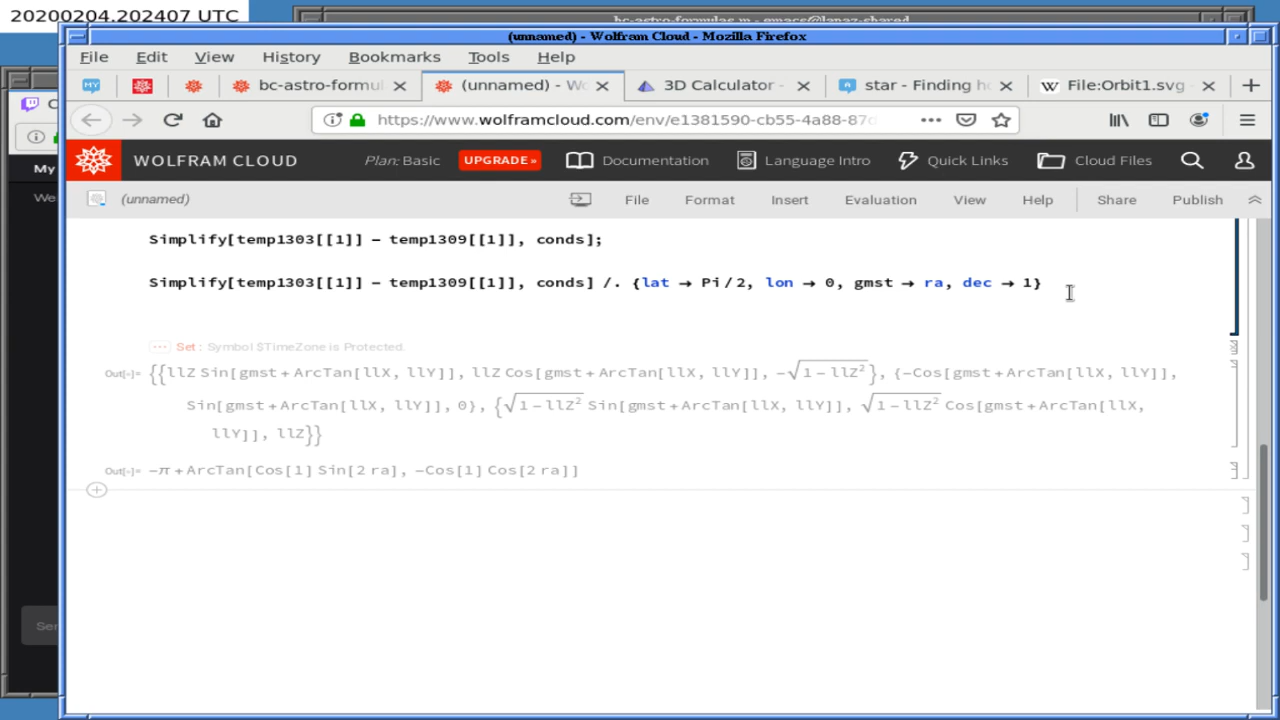 20200204.202407 UTC
bc-astro-formulas.m - emacs@lapaz-shared
(unnamed) - Wolfram Cloud - Mozilla Firefox
File Edit View History Bookmarks Tools Help
MY bc-astro-formul (unnamed) - Wo 3D Calculator - star - Finding h W File:Orbit1.svg -
https://www.wolframcloud.com/env/e1381590-cb55-4a88-87c
WOLFRAM CLOUD Plan: Basic UPGRADE » Documentation Language Intro Quick Links Cloud Files
My
We
(unnamed) File Format Insert Evaluation View Help Share Publish
Simplify[temp1303[[1]] – temp1309[[1]], conds];
Simplify[temp1303[[1]] – temp1309[[1]], conds] /. {lat → Pi/2, lon → 0, gmst → ra, dec → 1}
··· Set: Symbol $TimeZone is Protected.
Out[-]= {{llZ Sin[gmst + ArcTan[llX, llY]], llZ Cos[gmst + ArcTan[llX, llY]], -√(1-llZ²)}, {-Cos[gmst + ArcTan[llX, llY]],
Sin[gmst + ArcTan[llX, llY]], 0}, {√(1-llZ²) Sin[gmst + ArcTan[llX, llY]], √(1-llZ²) Cos[gmst + ArcTan[llX,
llY]], llZ}}
Out[-]= -π + ArcTan[Cos[1] Sin[2 ra], -Cos[1] Cos[2 ra]]
Ser